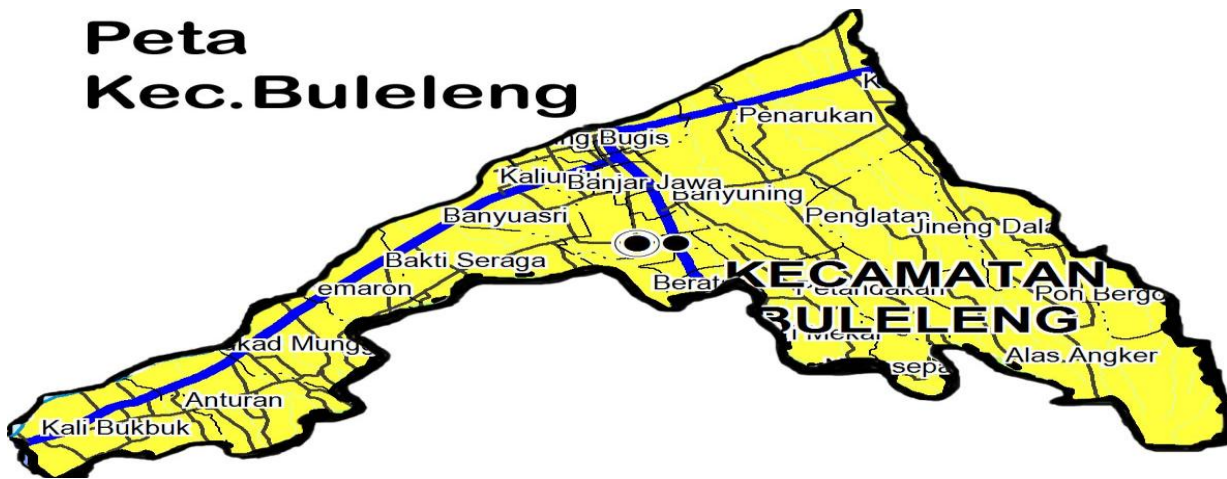 Peta
Kec.Buleleng
Penarukan
Bugis
Banjar Jawa
Banyuning
Banyuasri
Penglatan
Jineng
Bakti Seraga
KECAMATAN
BULELENG
Alas Angker
Anturan
Kali Bukbuk